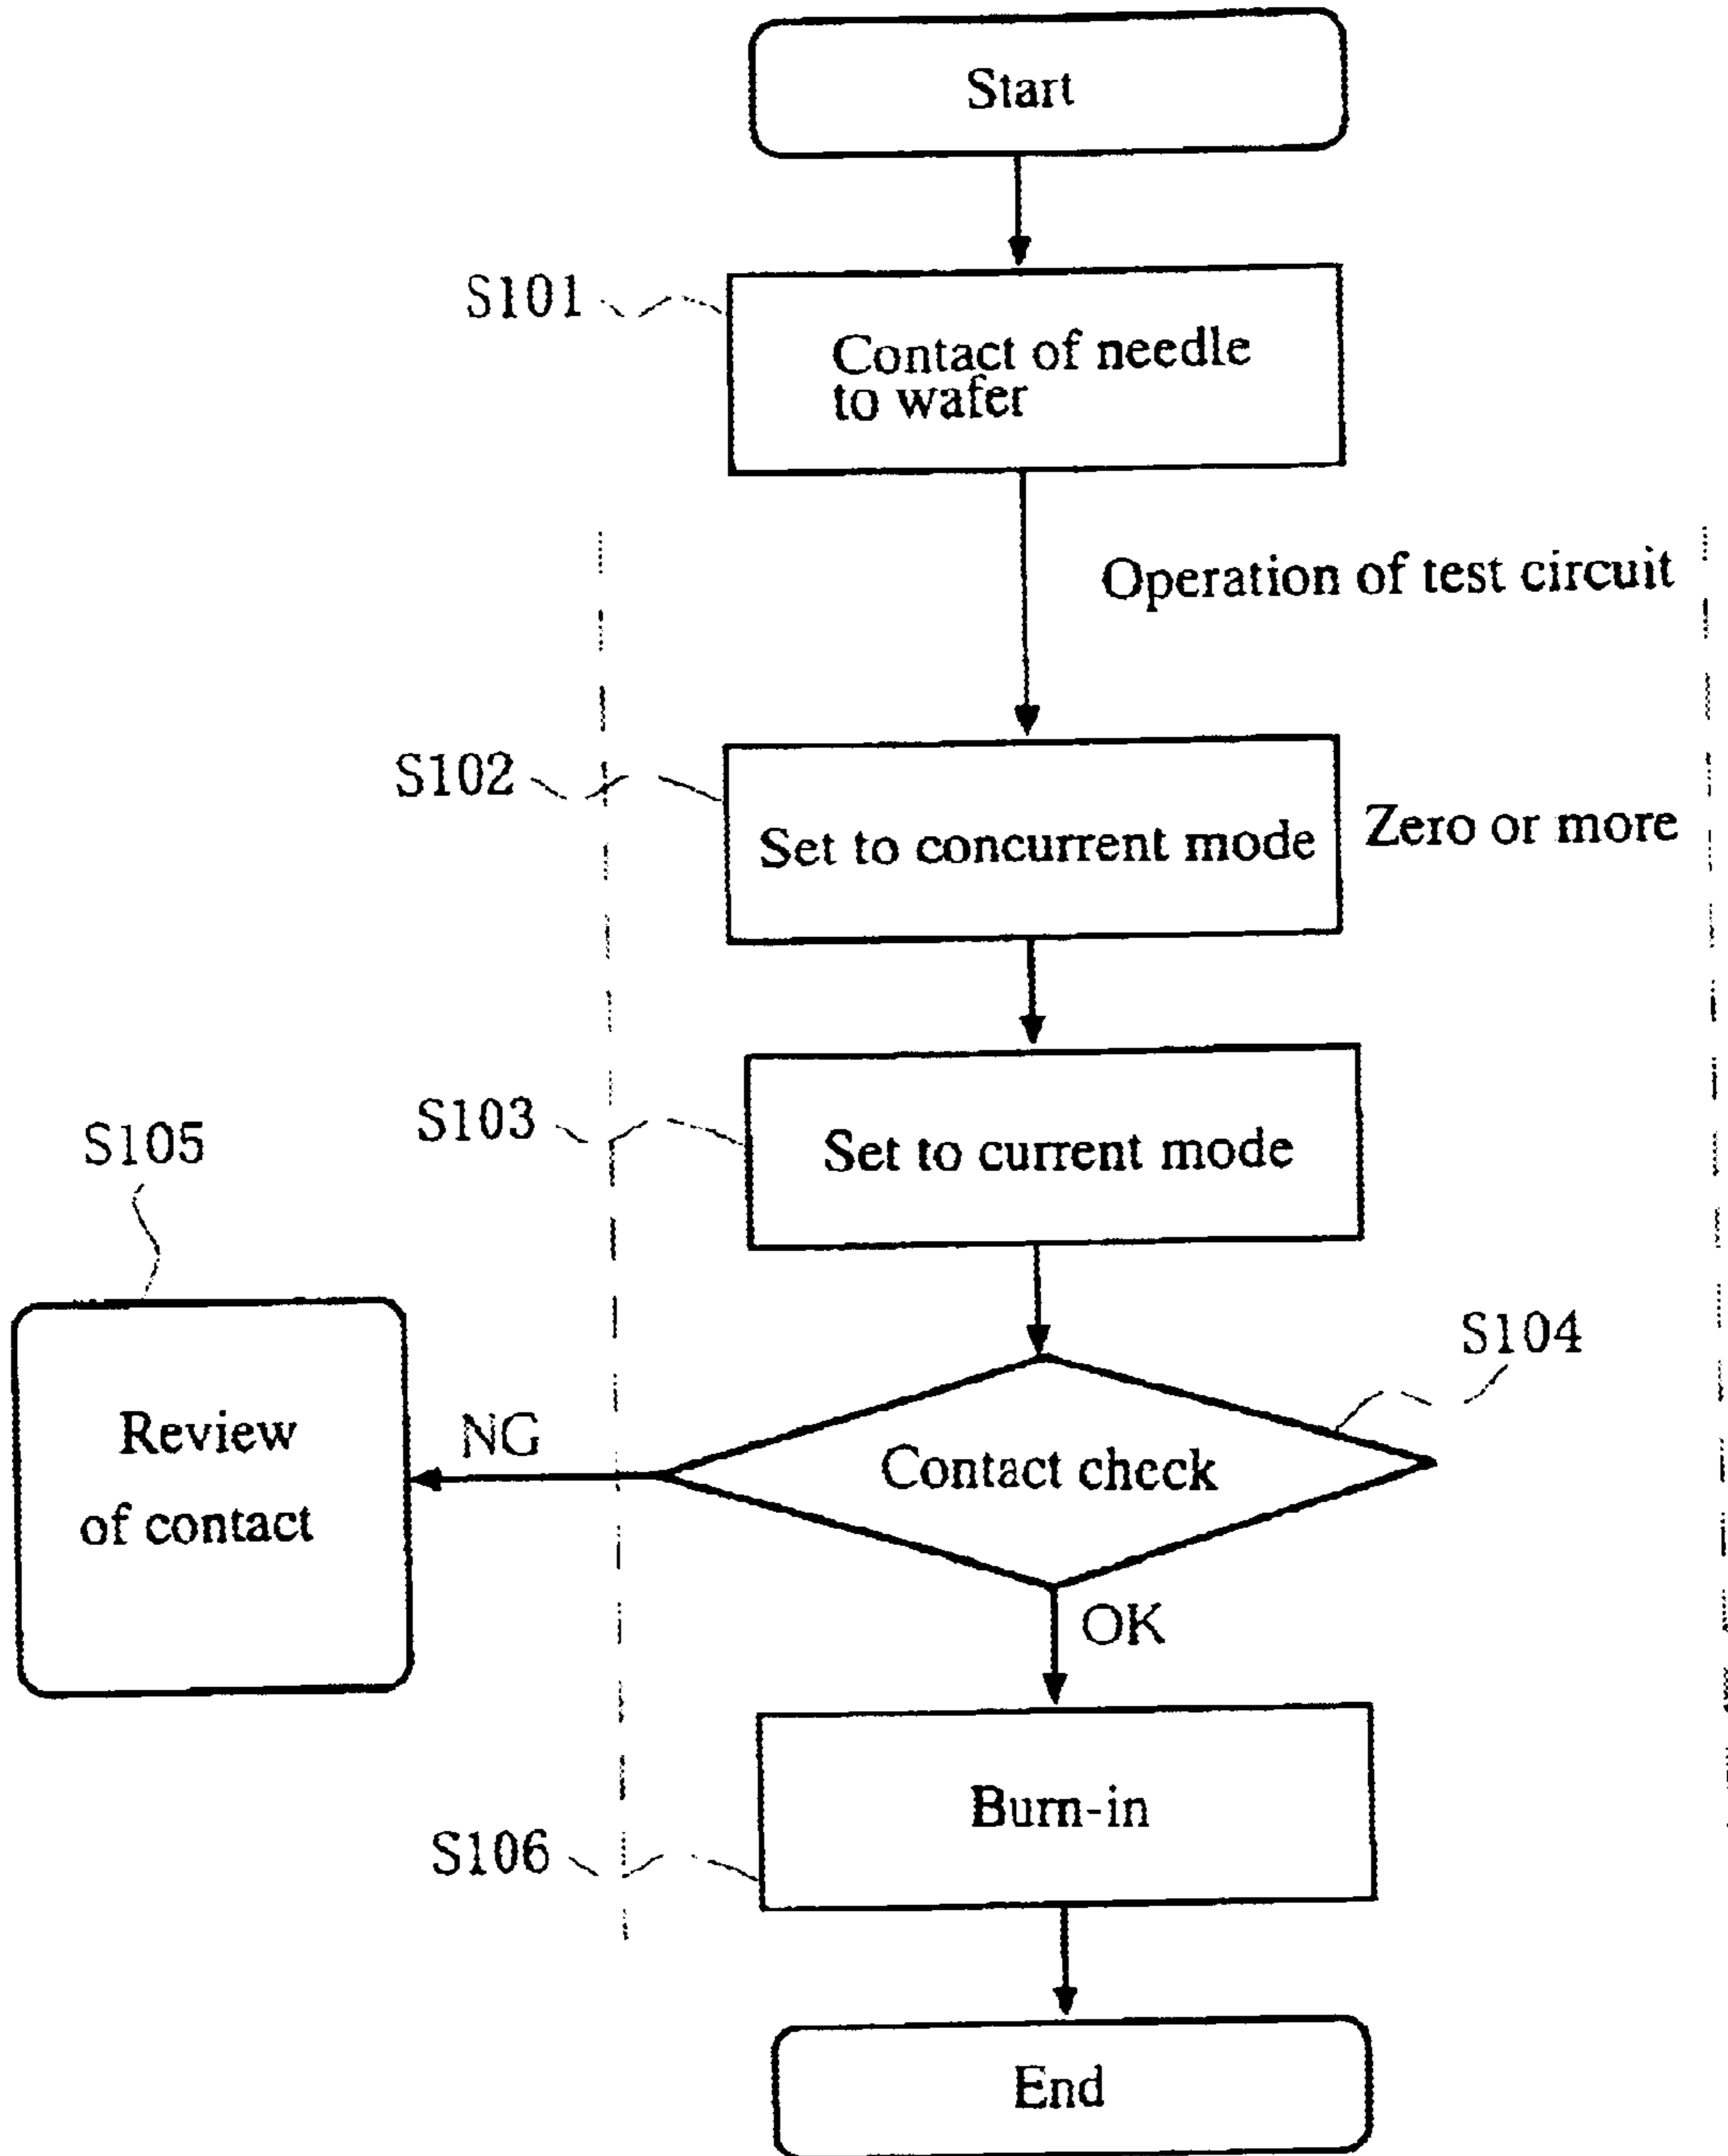 Start
S101
Contact of needle
to wafer
Operation of test circuit
S102
Set to concurrent mode
Zero or more
S103
Set to current mode
S105
S104
Review
of contact
NG
Contact check
OK
Burn-in
S106
End